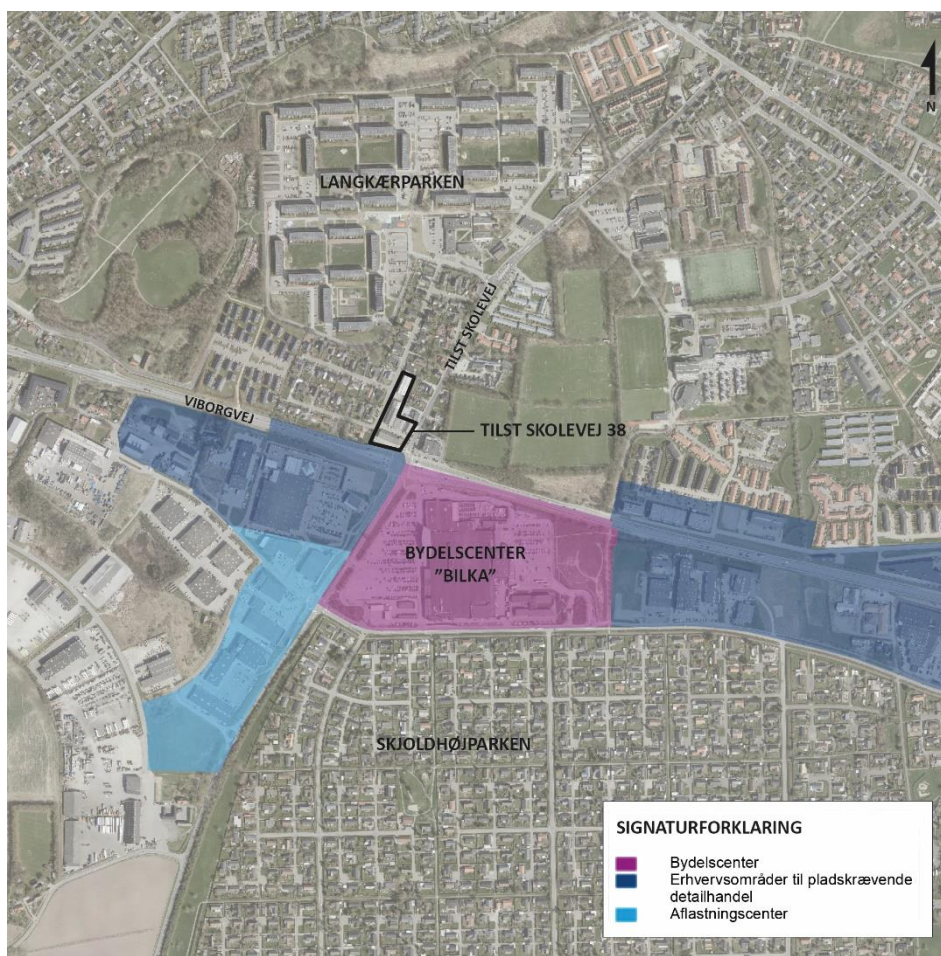 N
LANGKÆRPARKEN
TILST SKOLEVEJ
VIBORGVEJ
TILST SKOLEVEJ 38
BYDELSCENTER
"BILKA"
SKJOLDHØJPARKEN
SIGNATURFORKLARING
Bydelscenter
Erhvervsområder til pladskrævende
detailhandel
Aflastningscenter